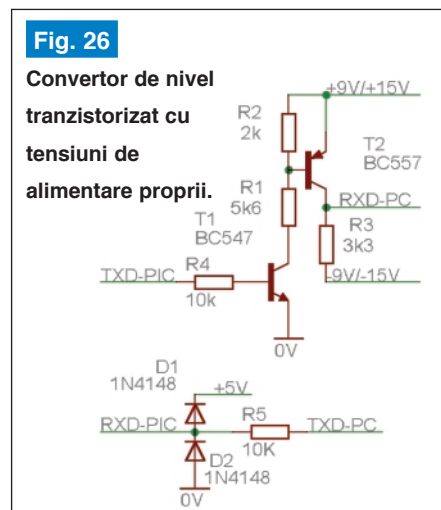 Fig. 26
Convertor de nivel
tranzistorizat cu
tensiuni de
alimentare proprii.
+9V/+15V
R2
2k
T2
BC557
R1
5k6
RXD-PC
T1
BC547
R3
3k3
TXD-PIC
R4
10k
-9V/-15V
0V
D1
1N4148
+5V
RXD-PIC
R5
10K
TXD-PC
D2
1N4148
0V